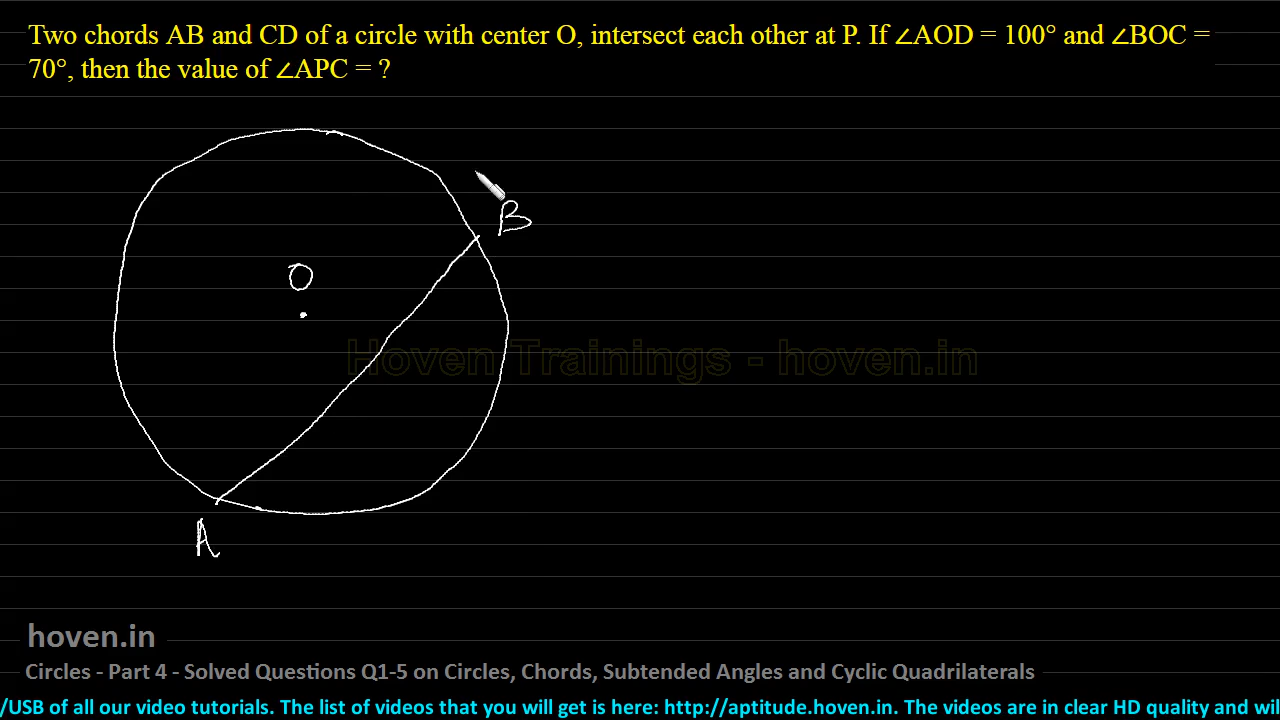 Two chords AB and CD of a circle with center O, intersect each other at P. If ∠AOD = 100° and ∠BOC =
70°, then the value of ∠APC = ?
B
O
Hoven Trainings - hoven.in
A
hoven.in
Circles - Part 4 - Solved Questions Q1-5 on Circles, Chords, Subtended Angles and Cyclic Quadrilaterals
/USB of all our video tutorials. The list of videos that you will get is here: http://aptitude.hoven.in. The videos are in clear HD quality and wil